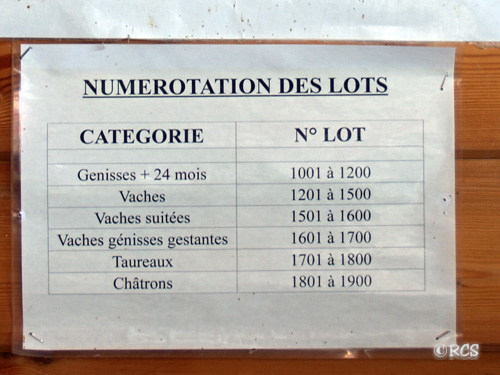 NUMEROTATION DES LOTS
CATEGORIE N° LOT
Genisses + 24 mois 1001 à 1200
Vaches 1201 à 1500
Vaches suitées 1501 à 1600
Vaches génisses gestantes 1601 à 1700
Taureaux 1701 à 1800
Châtrons 1801 à 1900
©RCS